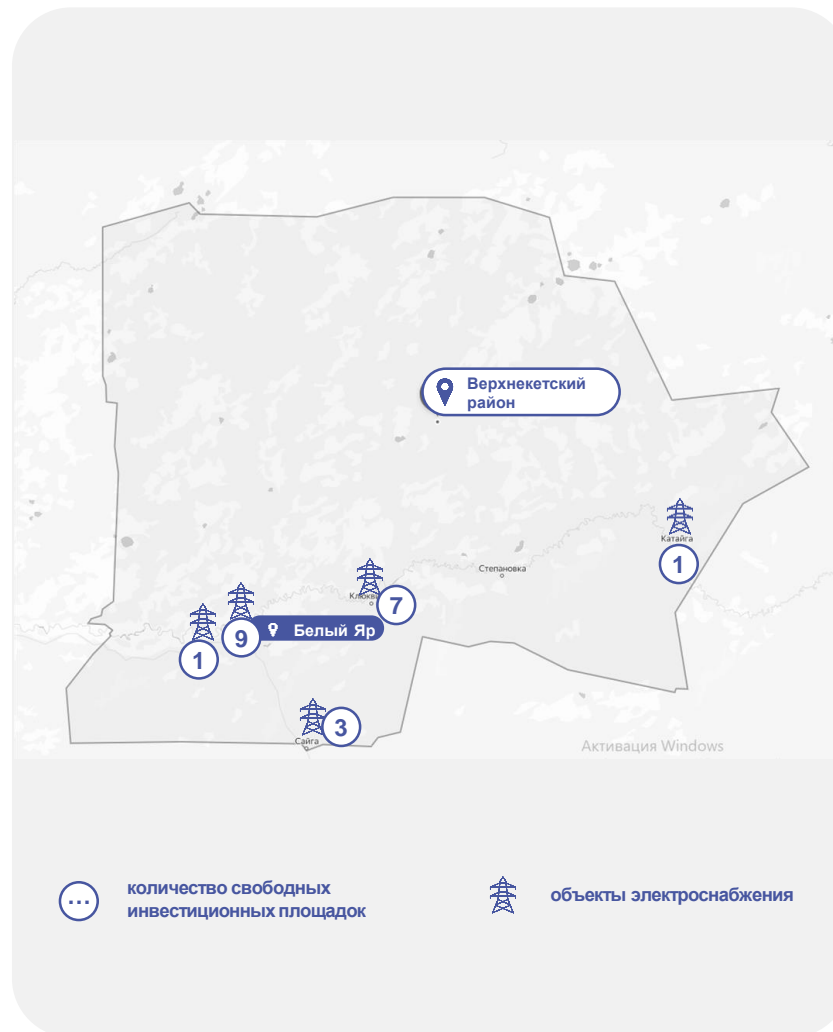 Верхнекетский
район
Катайга
1
Степановка
7
Белый Яр
9
1
3
Сайга
Активация Windows
...
количество свободных
инвестиционных площадок
объекты электроснабжения